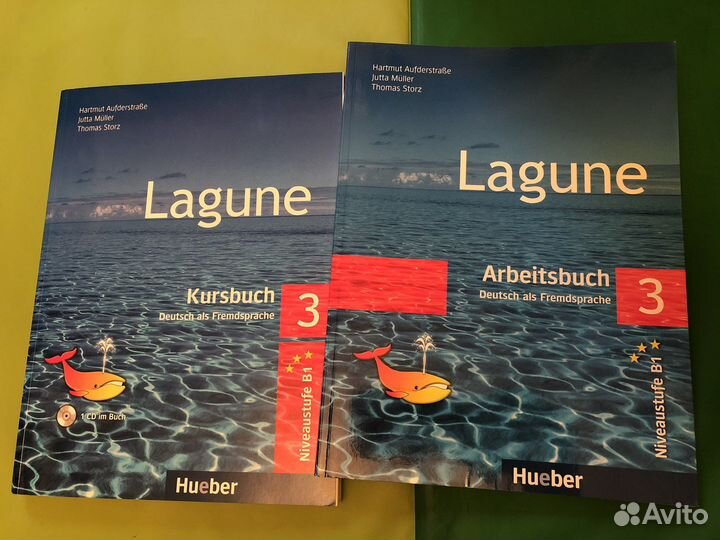 Hartmut Aufderstraße
Jutta Müller
Thomas Storz
Lagune
Kursbuch
3
Deutsch als Fremdsprache
Niveaustufe B1
1 CD im Buch
Hueber
Hartmut Aufderstraße
Jutta Müller
Thomas Storz
Lagune
Arbeitsbuch
3
Deutsch als Fremdsprache
Niveaustufe B1
Hueber
Avito